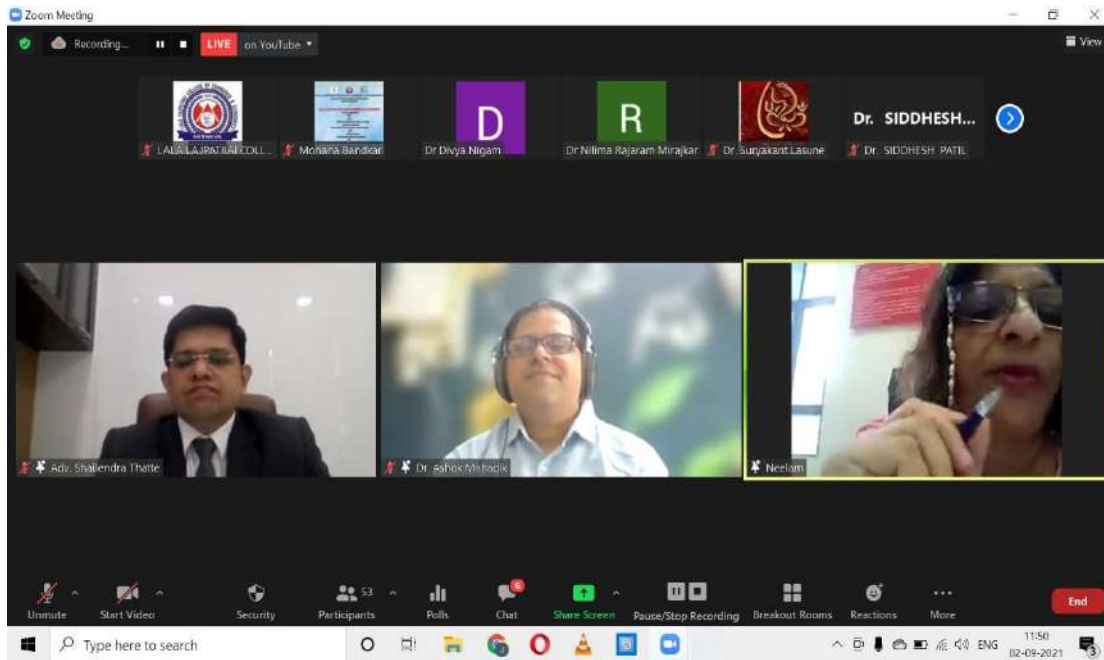 Zoom Meeting
Recording...
LIVE on YouTube
View
D
R
Dr. SIDDHESH...
LALA LAJPATRAI COLL...
Mohana Bandkar
Dr Divya Nigam
Dr Nilima Rajaram Mirajkar
Dr. Suryakant Lasune
Dr. SIDDHESH PATIL
Adv. Shailendra Thatte
Dr. Ashok Mahadik
Neelam
Unmute
Start Video
Security
53
Participants
Polls
6
Chat
Share Screen
Pause/Stop Recording
Breakout Rooms
Reactions
More
End
Type here to search
ENG
11:50
02-09-2021
3